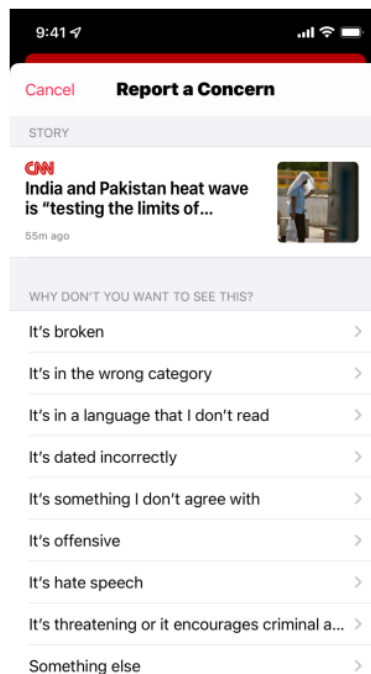 9:41
Cancel Report a Concern
STORY
CNN
India and Pakistan heat wave
is “testing the limits of...
55m ago
WHY DON'T YOU WANT TO SEE THIS?
It's broken
It's in the wrong category
It's in a language that I don't read
It's dated incorrectly
It's something I don't agree with
It's offensive
It's hate speech
It's threatening or it encourages criminal a...
Something else